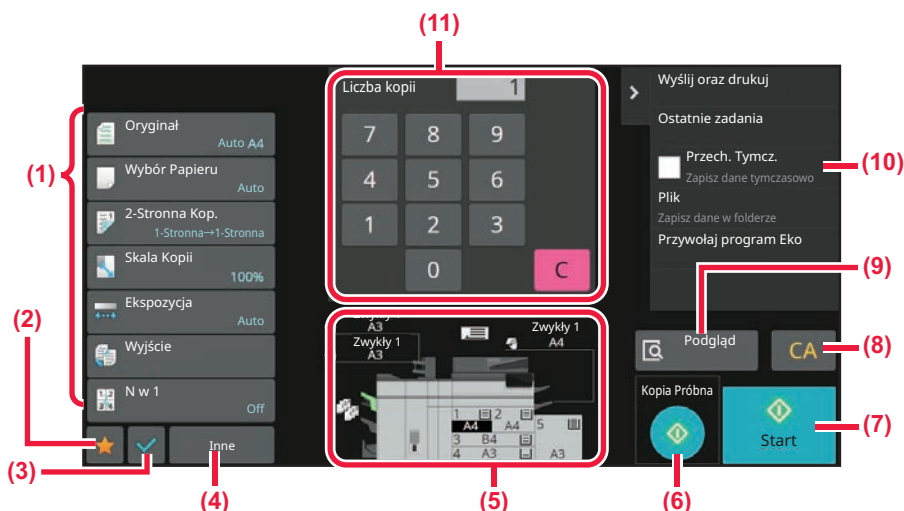 (11)
Liczba kopii 1
7 8 9
4 5 6
1 2 3
0 C
(1)
Oryginał
Auto A4
Wybór Papieru
Auto
2-Stronna Kop.
1-Stronna→1-Stronna
Skala Kopii
100%
Ekspozycja
Auto
Wyjście
N w 1
Off
(2)
(3)
Inne
(4)
Zwykły 1
A3
Zwykły 1
A3
Zwykły 1
A4
1 2
A4 A4 5
3 B4
4 A3 A3
(5)
Wyślij oraz drukuj
Ostatnie zadania
Przech. Tymcz.
Zapisz dane tymczasowo
Plik
Zapisz dane w folderze
Przywołaj program Eko
(10)
(9)
Podgląd
CA
(8)
Kopia Próbna
Start
(7)
(6)